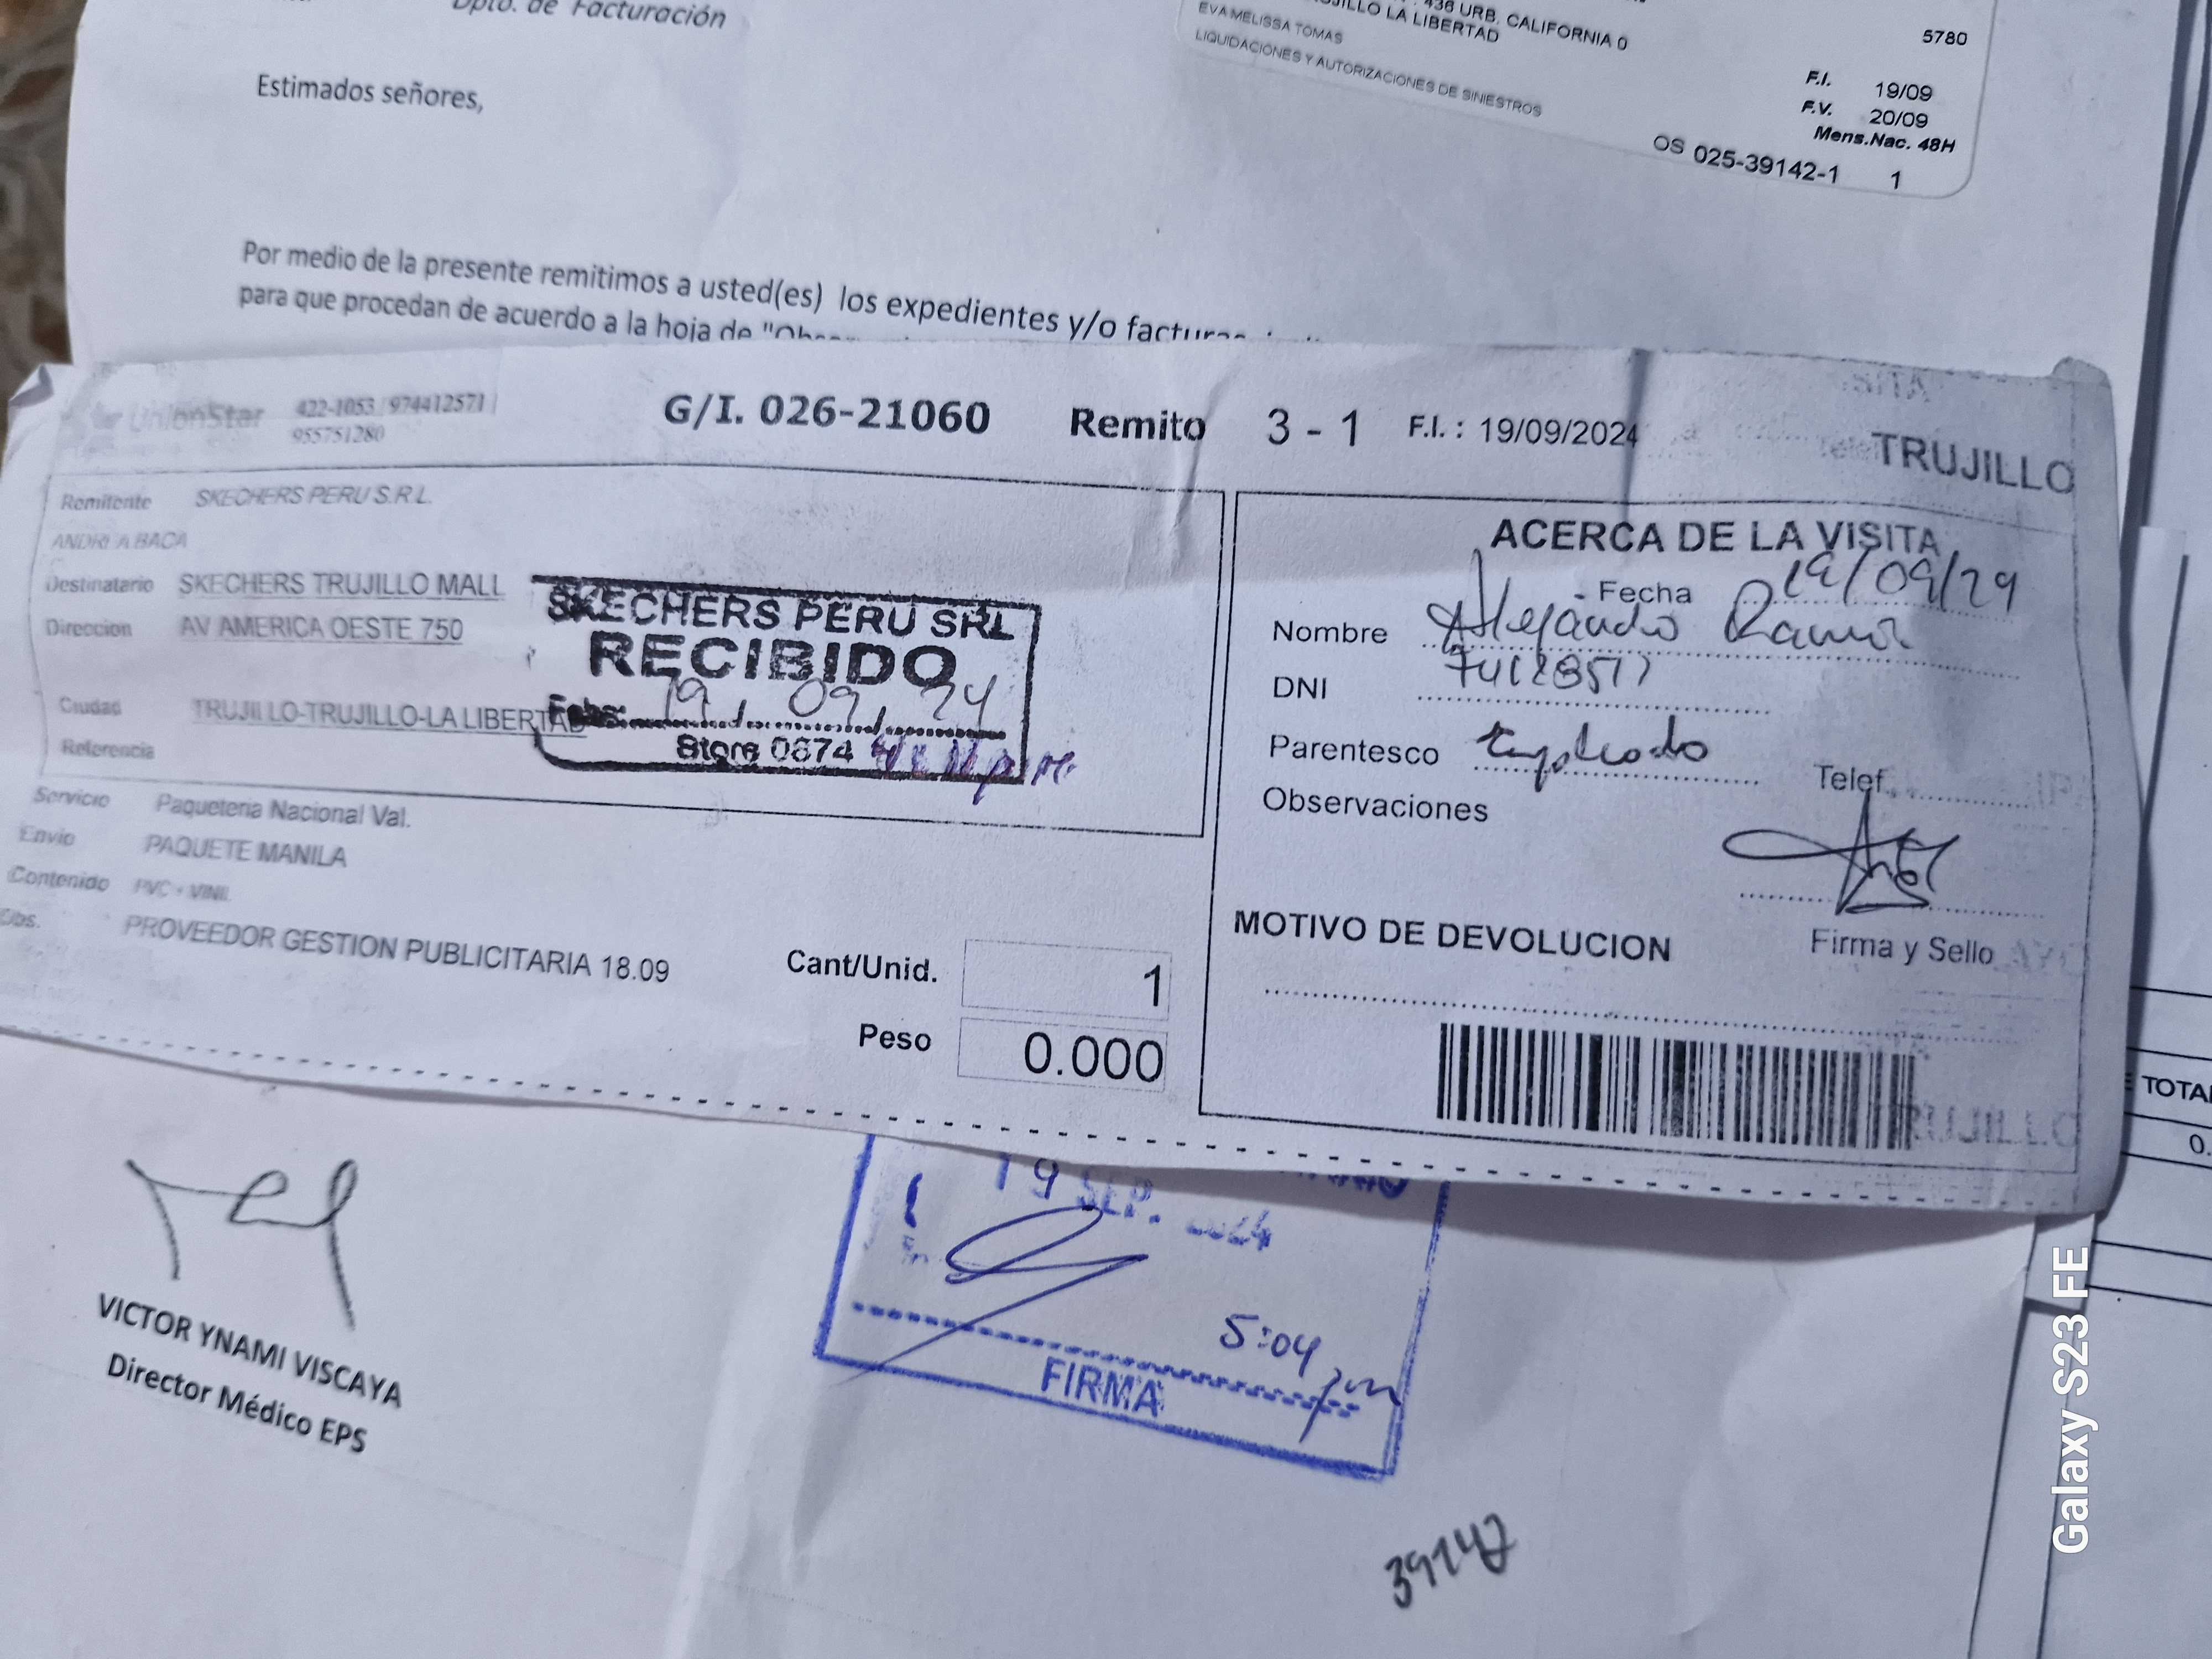 Dpto. de Facturación
Estimados señores,
Por medio de la presente remitimos a usted(es) los expedientes y/o facturas
para que procedan de acuerdo a la hoja de
436 URB. CALIFORNIA 0
TRUJILLO LA LIBERTAD
EVA MELISSA TOMAS
LIQUIDACIONES Y AUTORIZACIONES DE SINIESTROS
5780
F.I. 19/09
F.V. 20/09
Mens.Nac. 48H
OS 025-39142-1 1
UnionStar 422-1053 / 974412571
955751280
G/I. 026-21060 Remito 3 - 1 F.I. : 19/09/2024 TRUJILLO
Remitente SKECHERS PERU S.R.L.
ANDREA BACA
Destinatario SKECHERS TRUJILLO MALL
Direccion AV AMERICA OESTE 750
Ciudad TRUJILLO-TRUJILLO-LA LIBERTAD
Referencia
SKECHERS PERU SRL
RECIBIDO
19 09 24
Store 0674
Servicio Paqueteria Nacional Val.
Envio PAQUETE MANILA
Contenido PVC + VINIL
Obs. PROVEEDOR GESTION PUBLICITARIA 18.09
Cant/Unid. 1
Peso 0.000
ACERCA DE LA VISITA
Fecha 19/09/24
Nombre Alejandro Ramir
DNI
Parentesco Empleado
Telef.
Observaciones
Firma y Sello
MOTIVO DE DEVOLUCION
VICTOR YNAMI VISCAYA
Director Médico EPS
19 SEP. 2024
5:04 pm
FIRMA
39142
TOTA
0.
Galaxy S23 FE